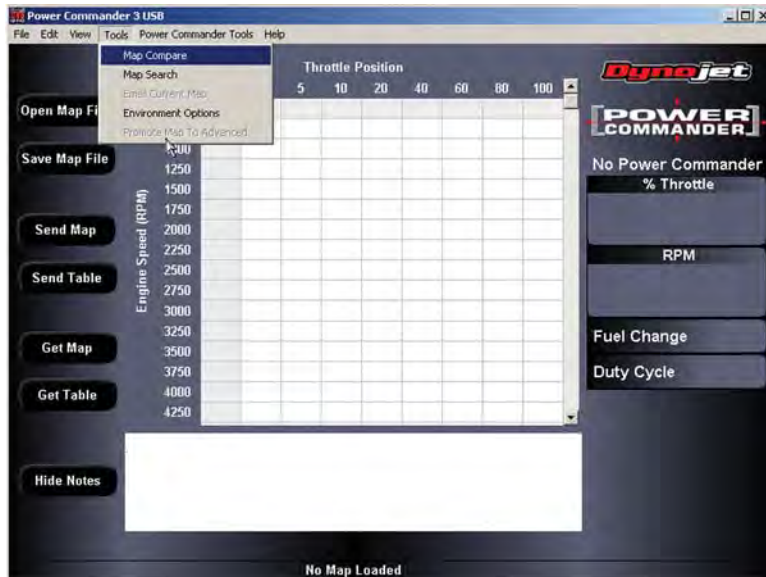 Power Commander 3 USB
File Edit View Tools Power Commander Tools Help
Map Compare
Map Search
Email Current Map
Environment Options
Promote Map To Advanced
Throttle Position
5 10 20 40 60 80 100
Open Map Fi
Save Map File
Send Map
Send Table
Get Map
Get Table
Hide Notes
Engine Speed (RPM)
1250
1500
1750
2000
2250
2500
2750
3000
3250
3500
3750
4000
4250
Dynojet
POWER
COMMANDER
No Power Commander
% Throttle
RPM
Fuel Change
Duty Cycle
No Map Loaded